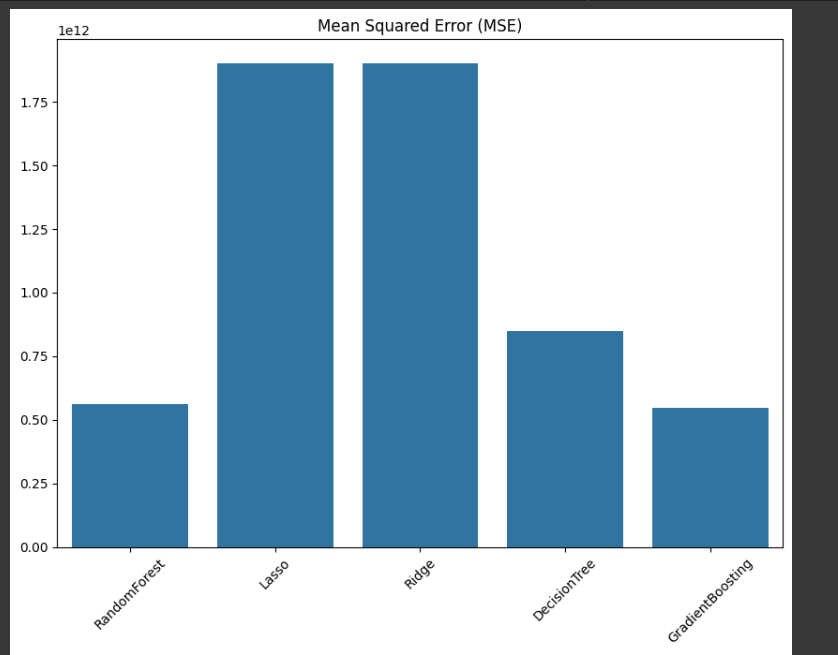 Mean Squared Error (MSE)
1e12
1.75
1.50
1.25
1.00
0.75
0.50
0.25
0.00
RandomForest
Lasso
Ridge
DecisionTree
GradientBoosting